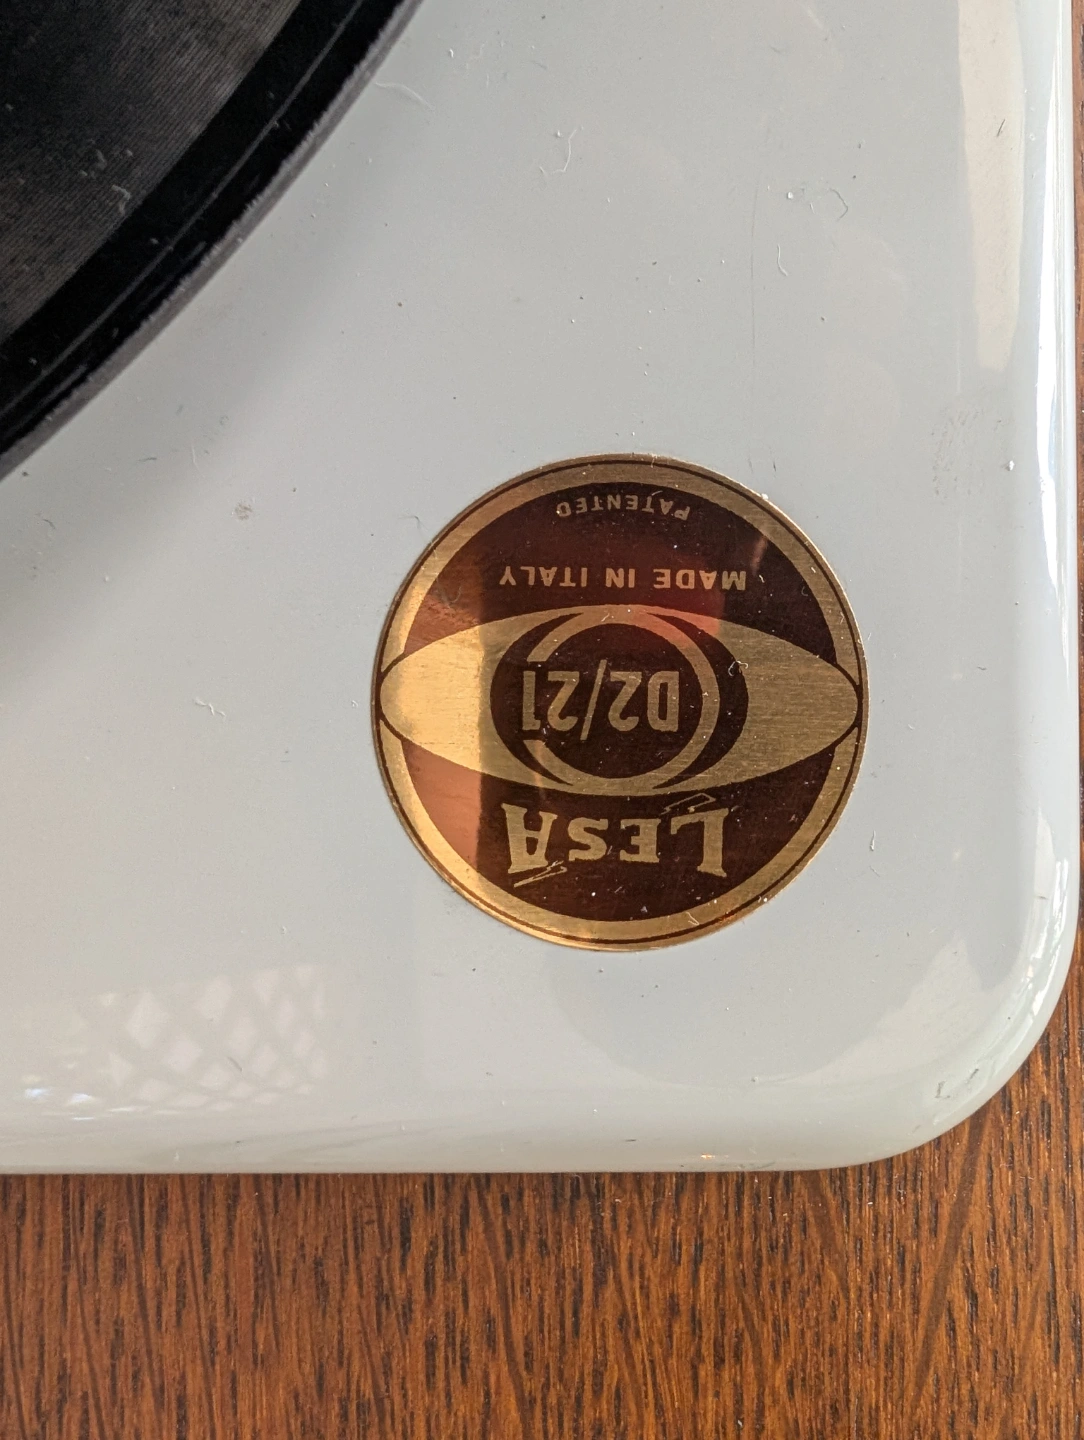 LESA
D2/21
MADE IN ITALY
PATENTED